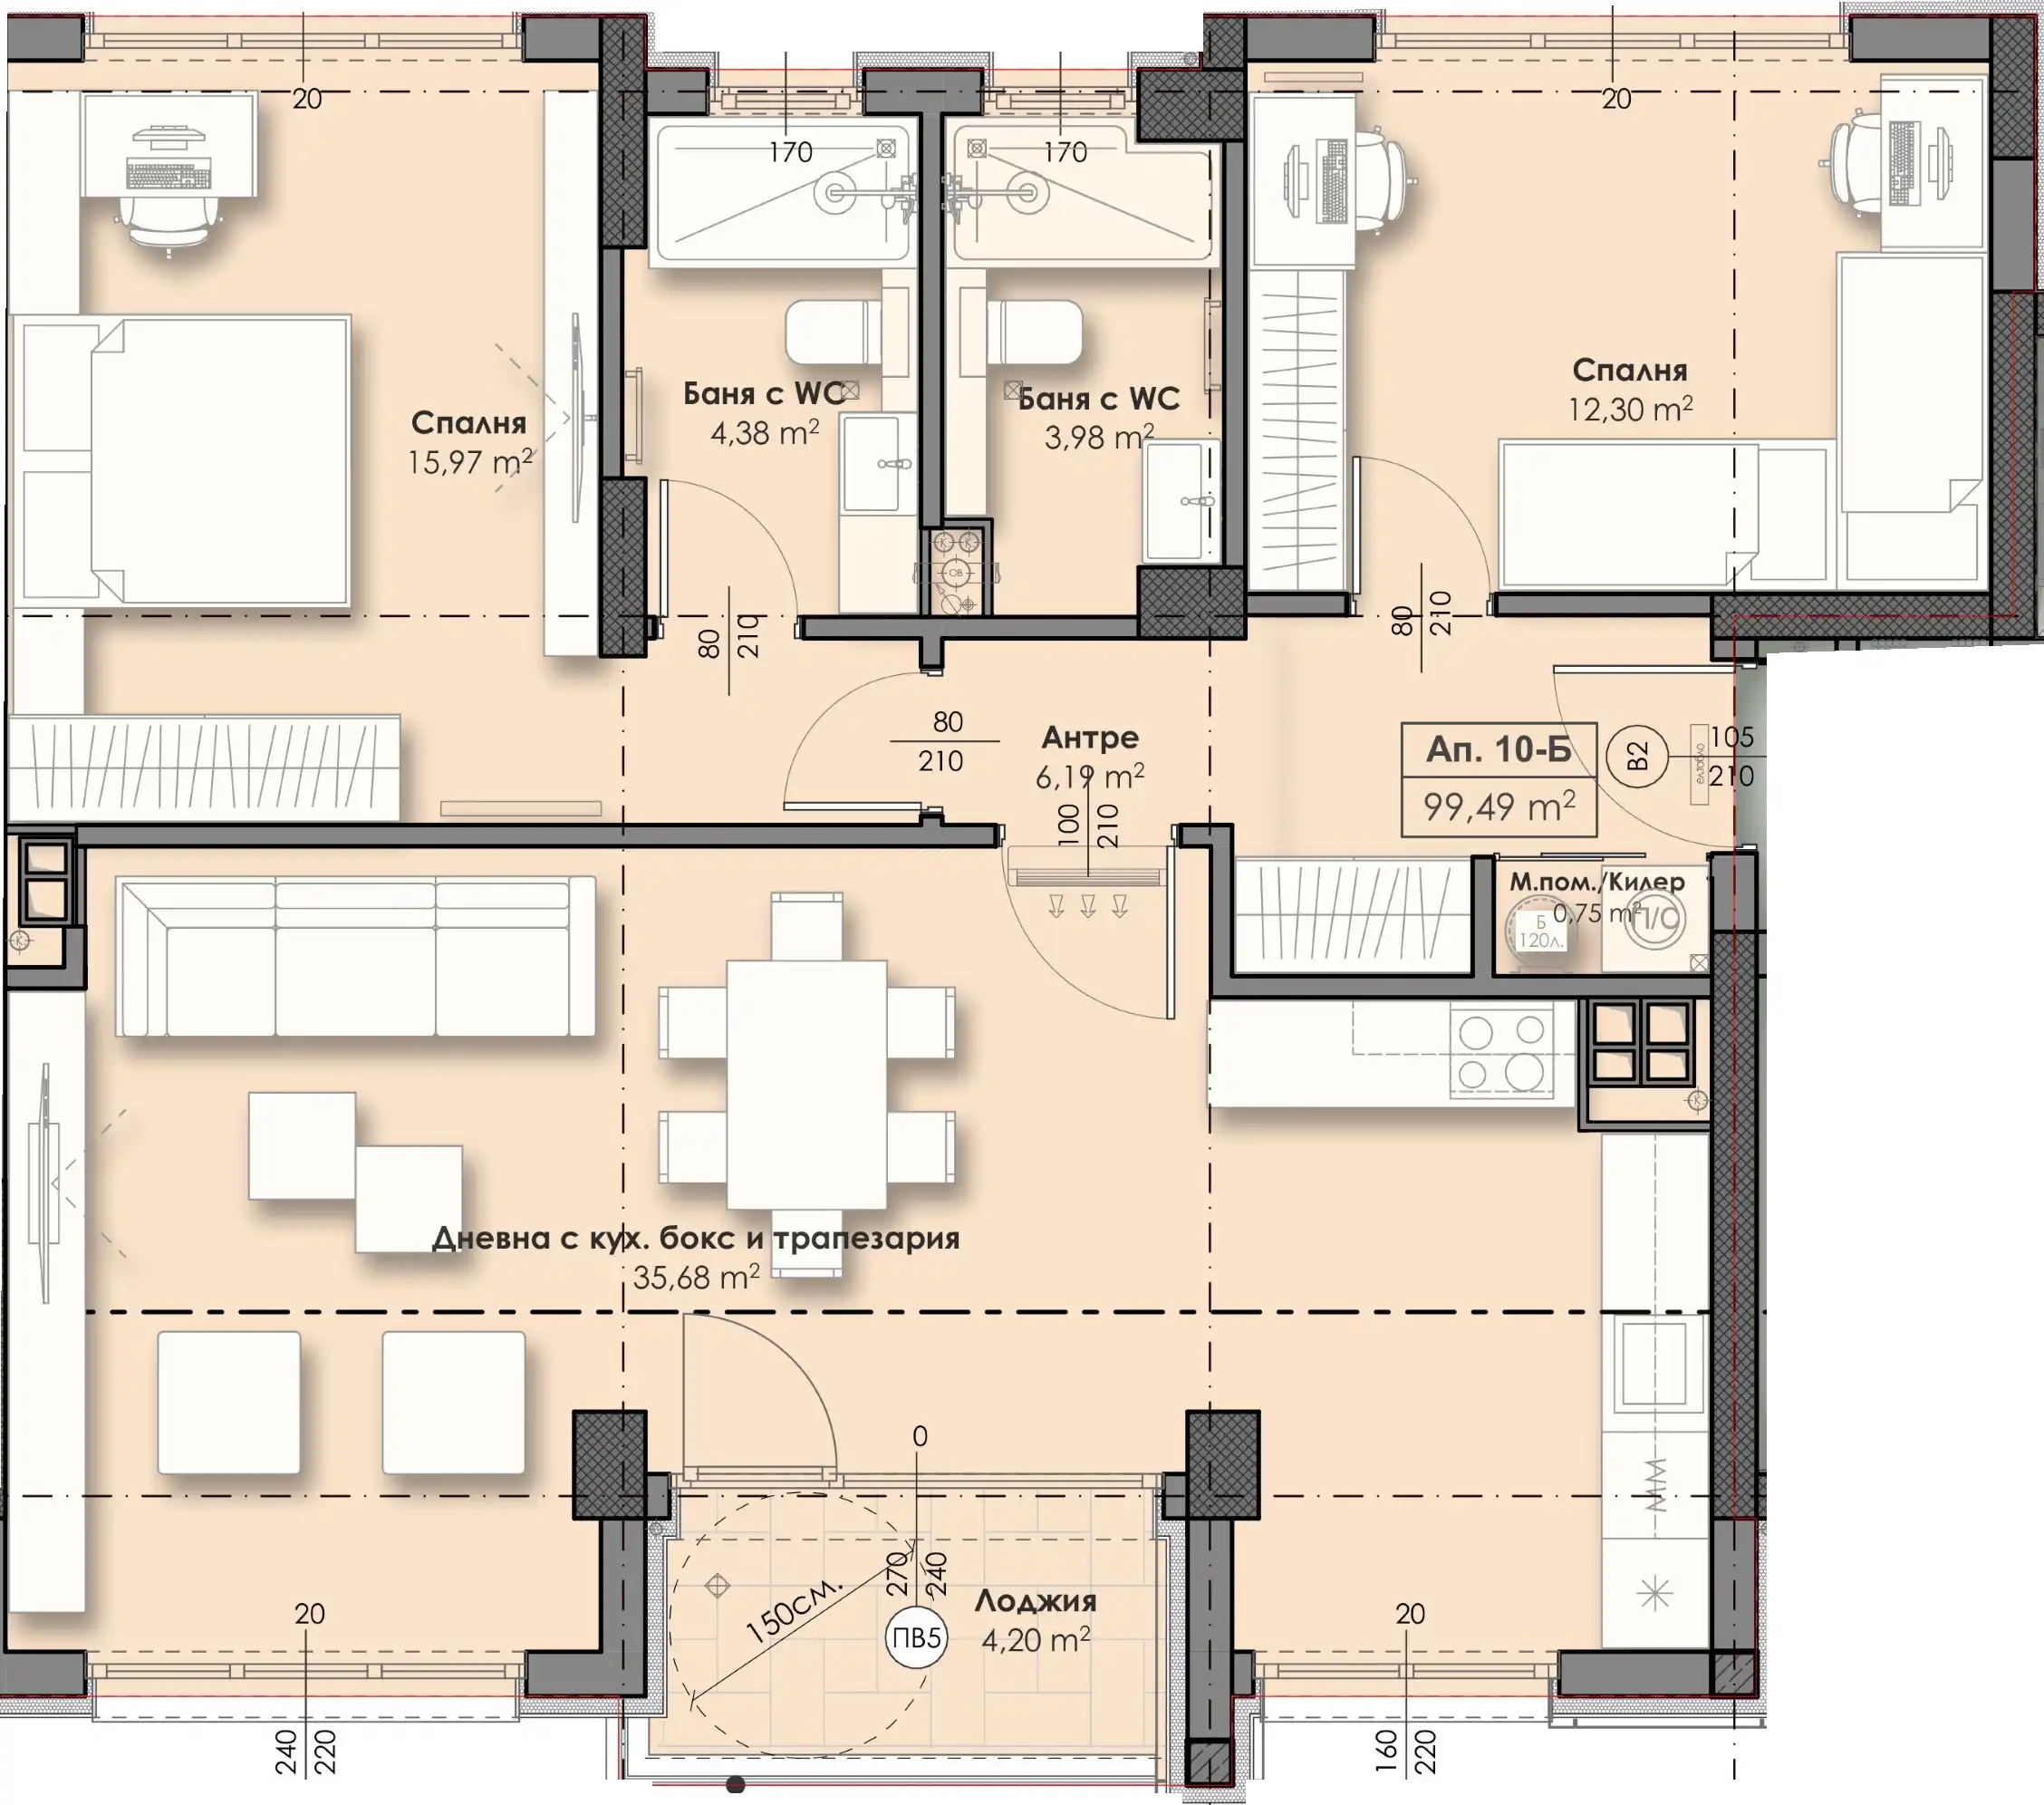 20
170
170
20
Спалня
15,97 m²
Баня с WC
4,38 m²
Баня с WC
3,98 m²
Спалня
12,30 m²
К
К
ОВ
80
210
80
210
80
210
Антре
6,19 m²
100
210
Ап. 10-Б
99,49 m²
В2
елтабло
105
210
М.пом./Килер
0,75 m²
Б
120л.
П/С
К
К
Дневна с кух. бокс и трапезария
35,68 m²
0
270
240
150см.
Лоджия
4,20 m²
ПВ5
20
20
240
220
160
220